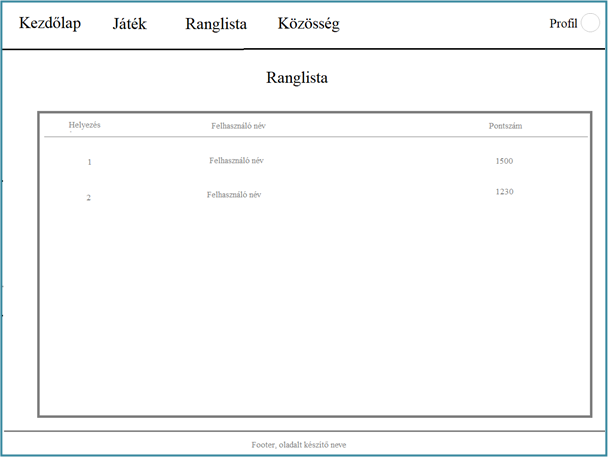 Kezdőlap Játék Ranglista Közösség Profil
Ranglista
Helyezés Felhasználó név Pontszám
1 Felhasználó név 1500
2 Felhasználó név 1230
Footer, oladalt készítő neve